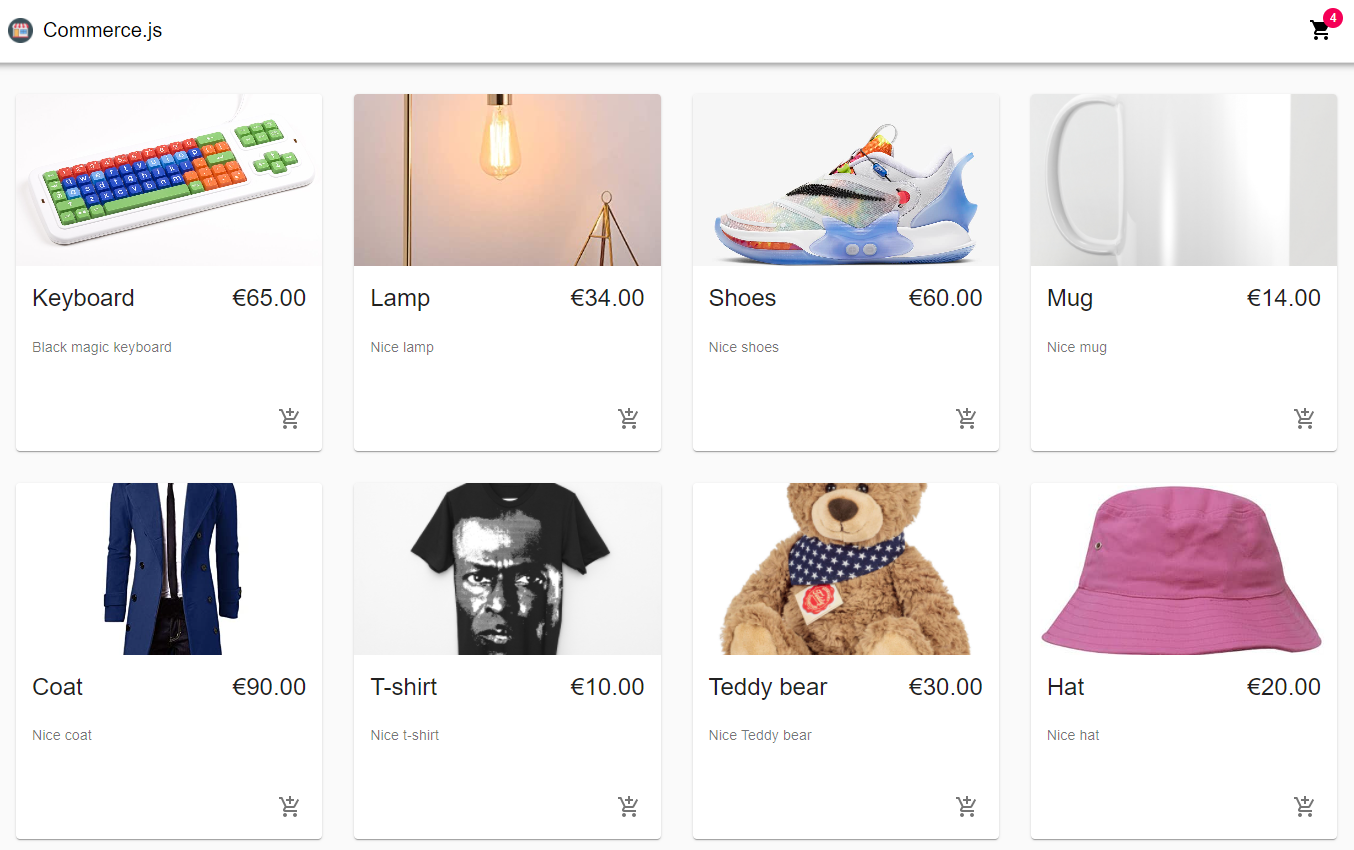 Commerce.js
4
Keyboard €65.00
Black magic keyboard
Lamp €34.00
Nice lamp
Shoes €60.00
Nice shoes
Mug €14.00
Nice mug
Coat €90.00
Nice coat
T-shirt €10.00
Nice t-shirt
Teddy bear €30.00
Nice Teddy bear
Hat €20.00
Nice hat